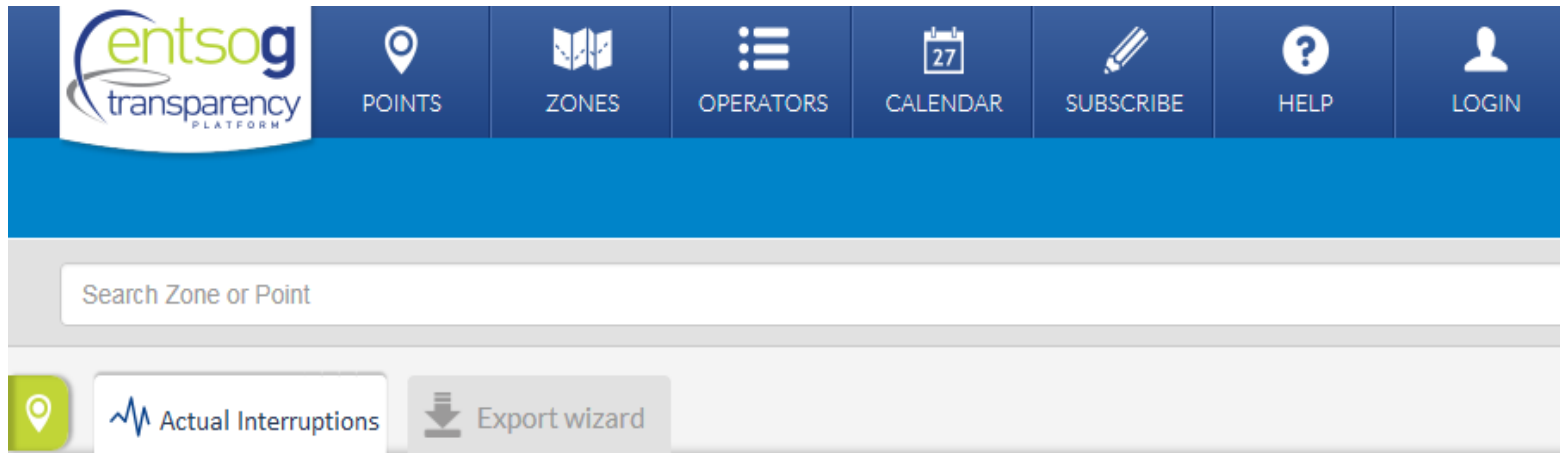 entsog
transparency
PLATFORM
POINTS
ZONES
OPERATORS
27
CALENDAR
SUBSCRIBE
?
HELP
LOGIN
Search Zone or Point
Actual Interruptions
Export wizard